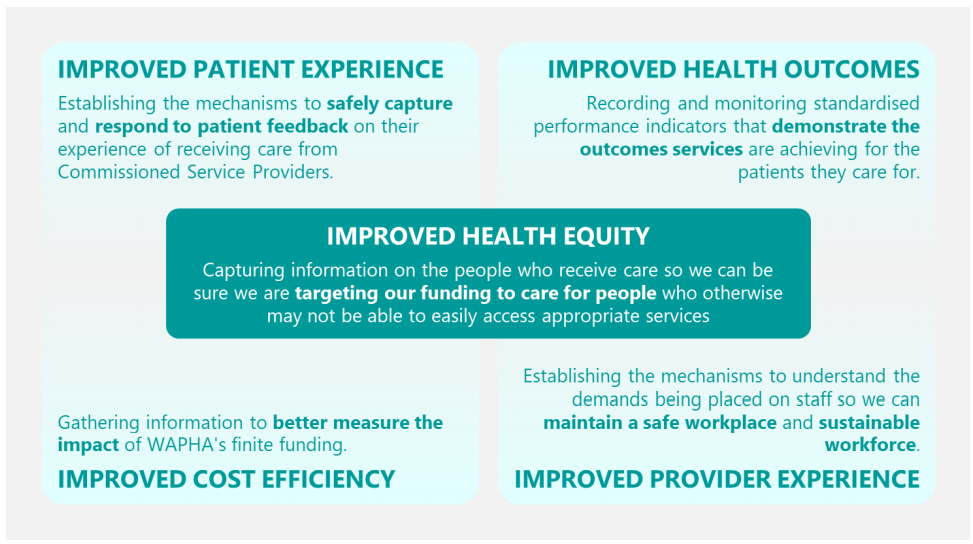 IMPROVED PATIENT EXPERIENCE
Establishing the mechanisms to safely capture
and respond to patient feedback on their
experience of receiving care from
Commissioned Service Providers.
IMPROVED HEALTH OUTCOMES
Recording and monitoring standardised
performance indicators that demonstrate the
outcomes services are achieving for the
patients they care for.
IMPROVED HEALTH EQUITY
Capturing information on the people who receive care so we can be
sure we are targeting our funding to care for people who otherwise
may not be able to easily access appropriate services
Gathering information to better measure the
impact of WAPHA's finite funding.
IMPROVED COST EFFICIENCY
Establishing the mechanisms to understand the
demands being placed on staff so we can
maintain a safe workplace and sustainable
workforce.
IMPROVED PROVIDER EXPERIENCE